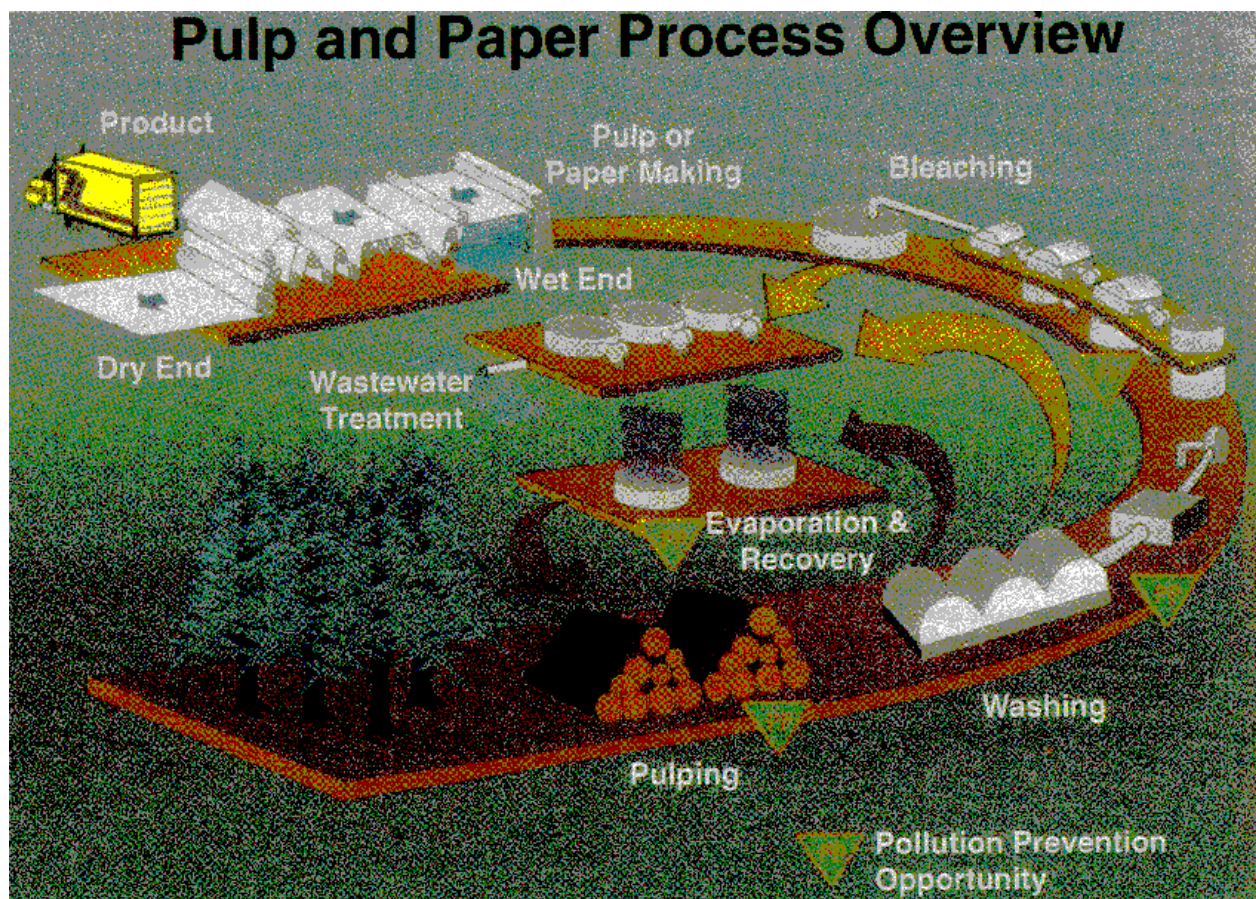 Pulp and Paper Process Overview
Product
Pulp or
Paper Making
Bleaching
Wet End
Dry End
Wastewater
Treatment
Evaporation &
Recovery
Washing
Pulping
Pollution Prevention
Opportunity